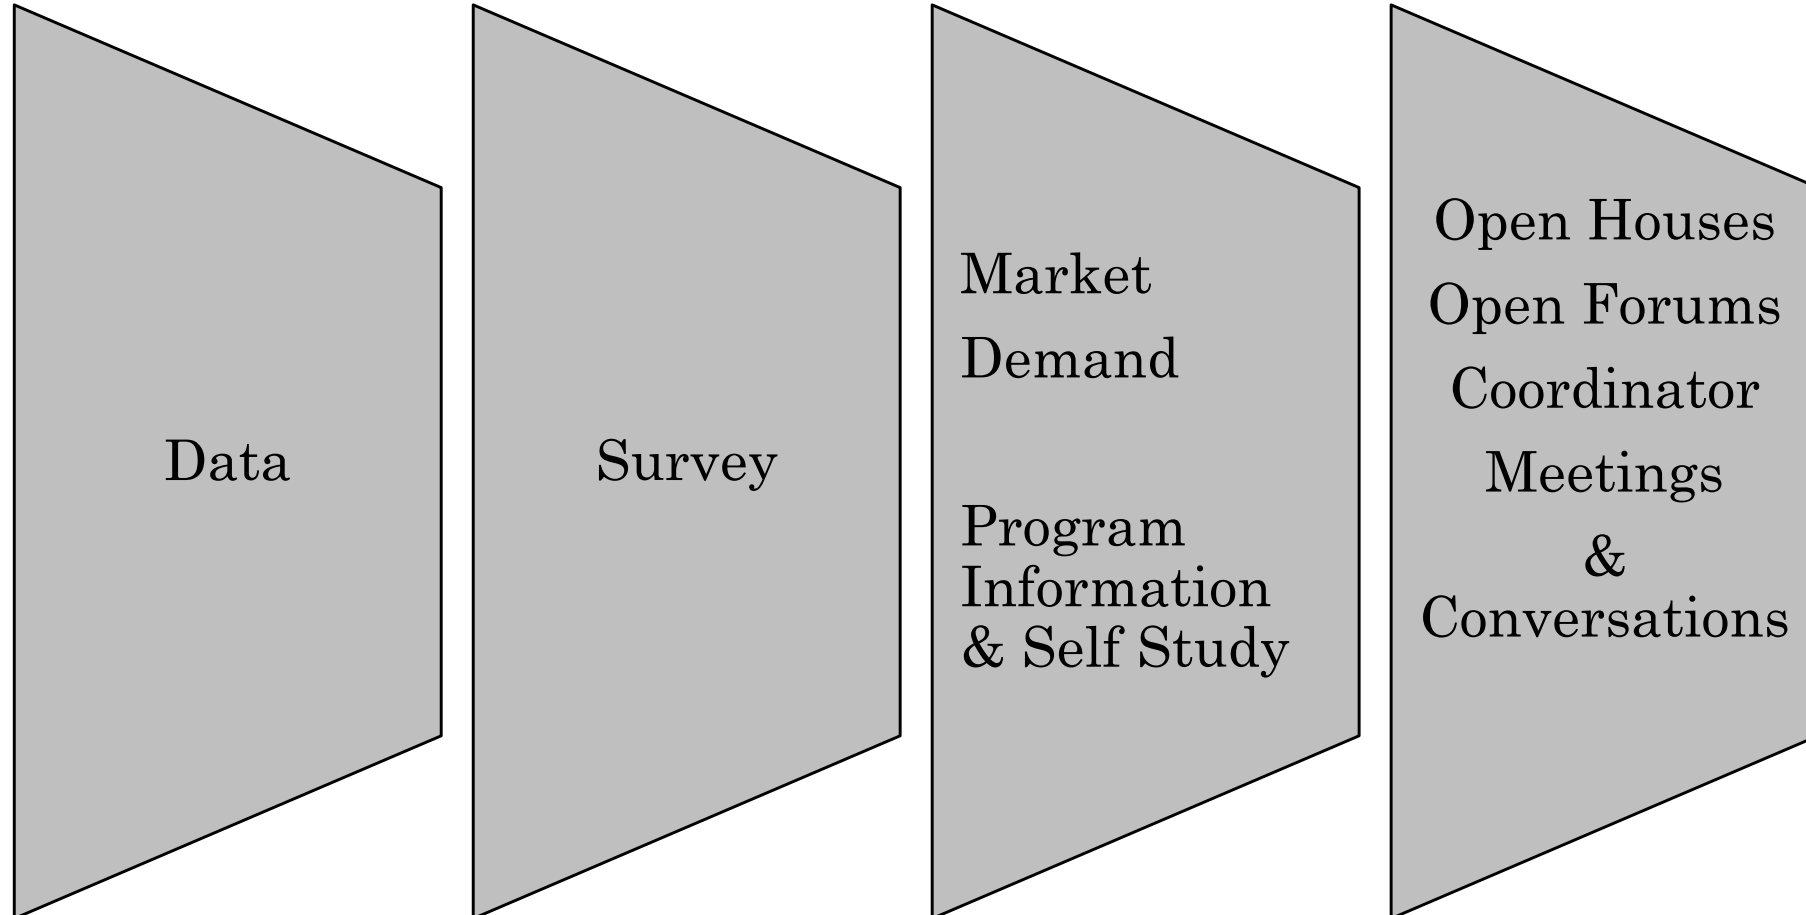 Data
Survey
Market
Demand
Program
Information
& Self Study
Open Houses
Open Forums
Coordinator
Meetings
&
Conversations